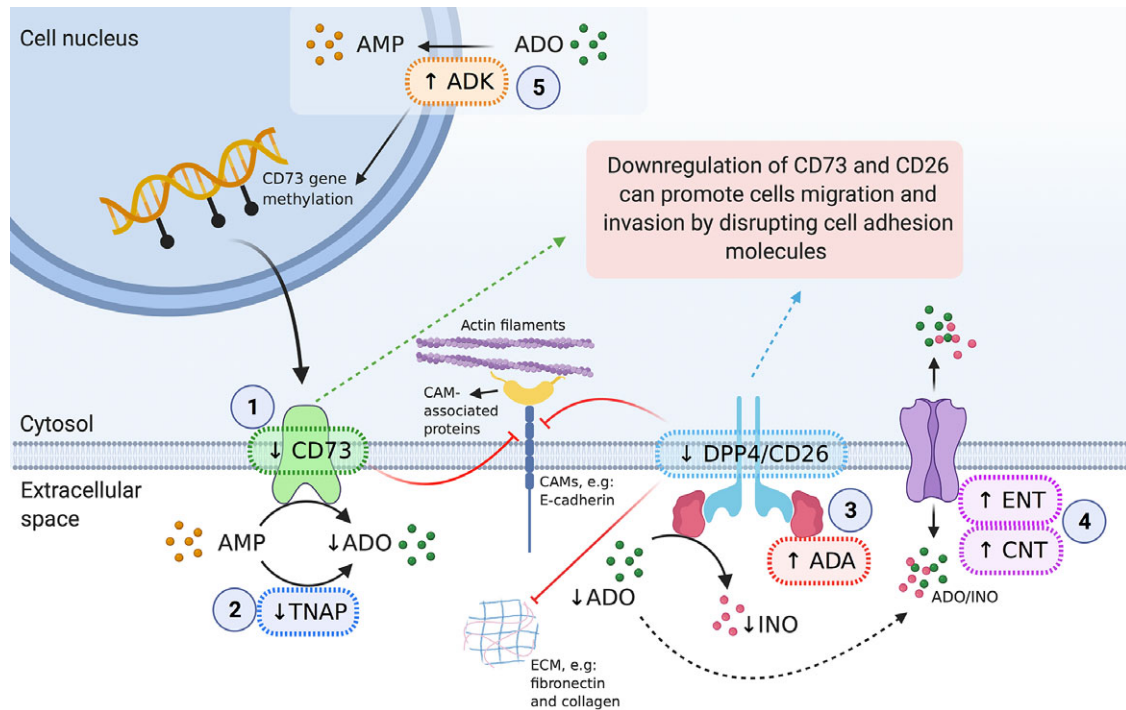 Cell nucleus
AMP
ADO
↑ ADK
5
CD73 gene
methylation
Downregulation of CD73 and CD26
can promote cells migration and
invasion by disrupting cell adhesion
molecules
Actin filaments
CAM-
associated
proteins
1
Cytosol
↓ CD73
↓ DPP4/CD26
Extracellular
space
CAMs, e.g:
E-cadherin
3
↑ ENT
4
↑ CNT
AMP
↓ADO
↑ ADA
2
↓TNAP
↓ADO
↓INO
ADO/INO
ECM, e.g:
fibronectin
and collagen